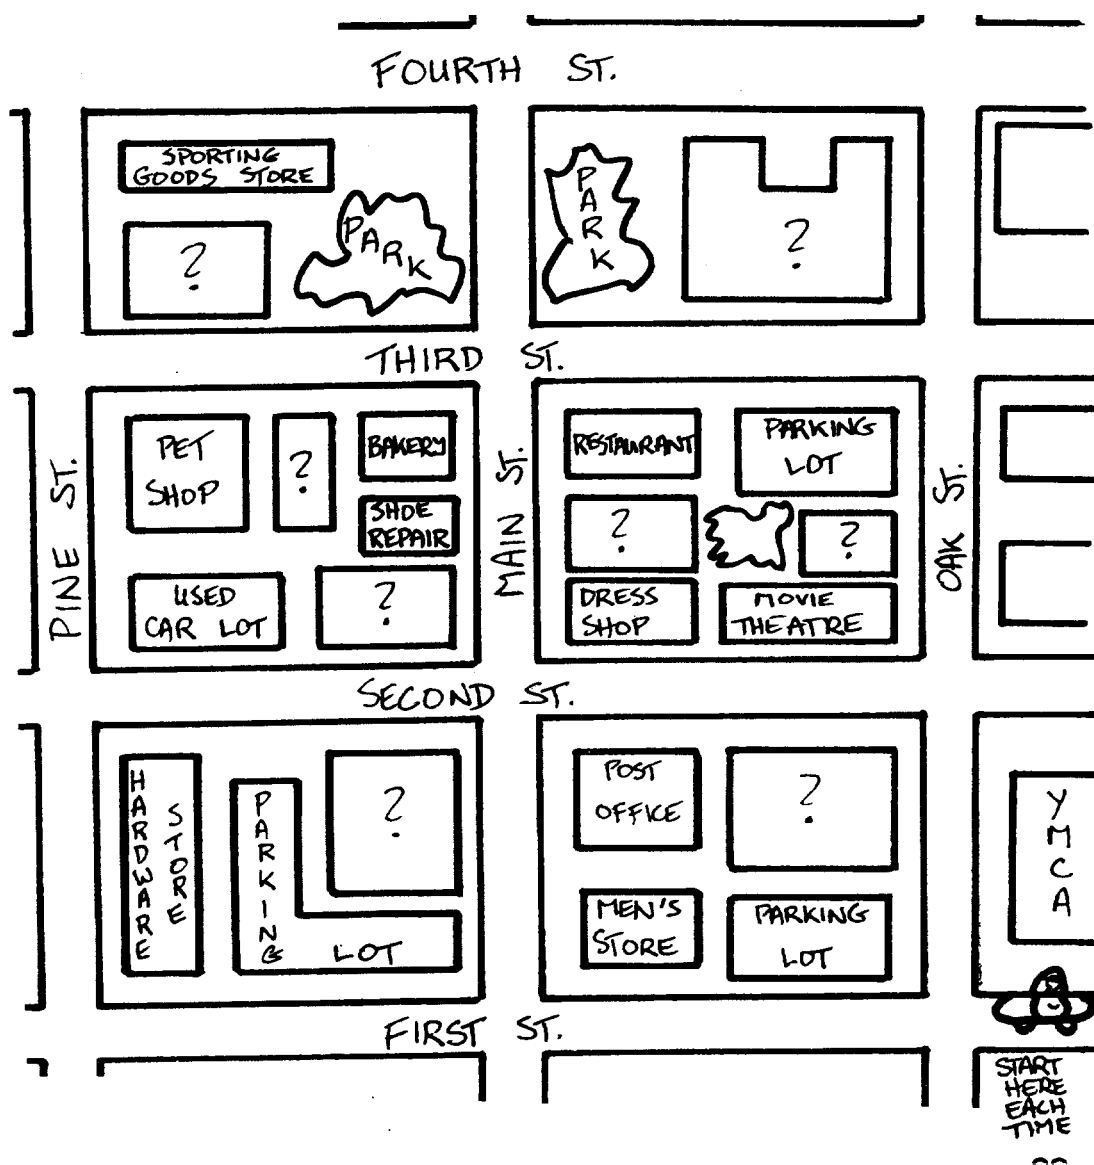 FOURTH ST.
SPORTING
GOODS STORE
PARK
?
PARK
?
THIRD ST.
PINE ST.
MAIN ST.
OAK ST.
PET
SHOP
?
BAKERY
SHOE
REPAIR
USED
CAR LOT
?
RESTAURANT
PARKING
LOT
?
?
DRESS
SHOP
MOVIE
THEATRE
SECOND ST.
HARDWARE
STORE
PARKING
LOT
?
POST
OFFICE
?
MEN'S
STORE
PARKING
LOT
YMCA
FIRST ST.
START
HERE
EACH
TIME